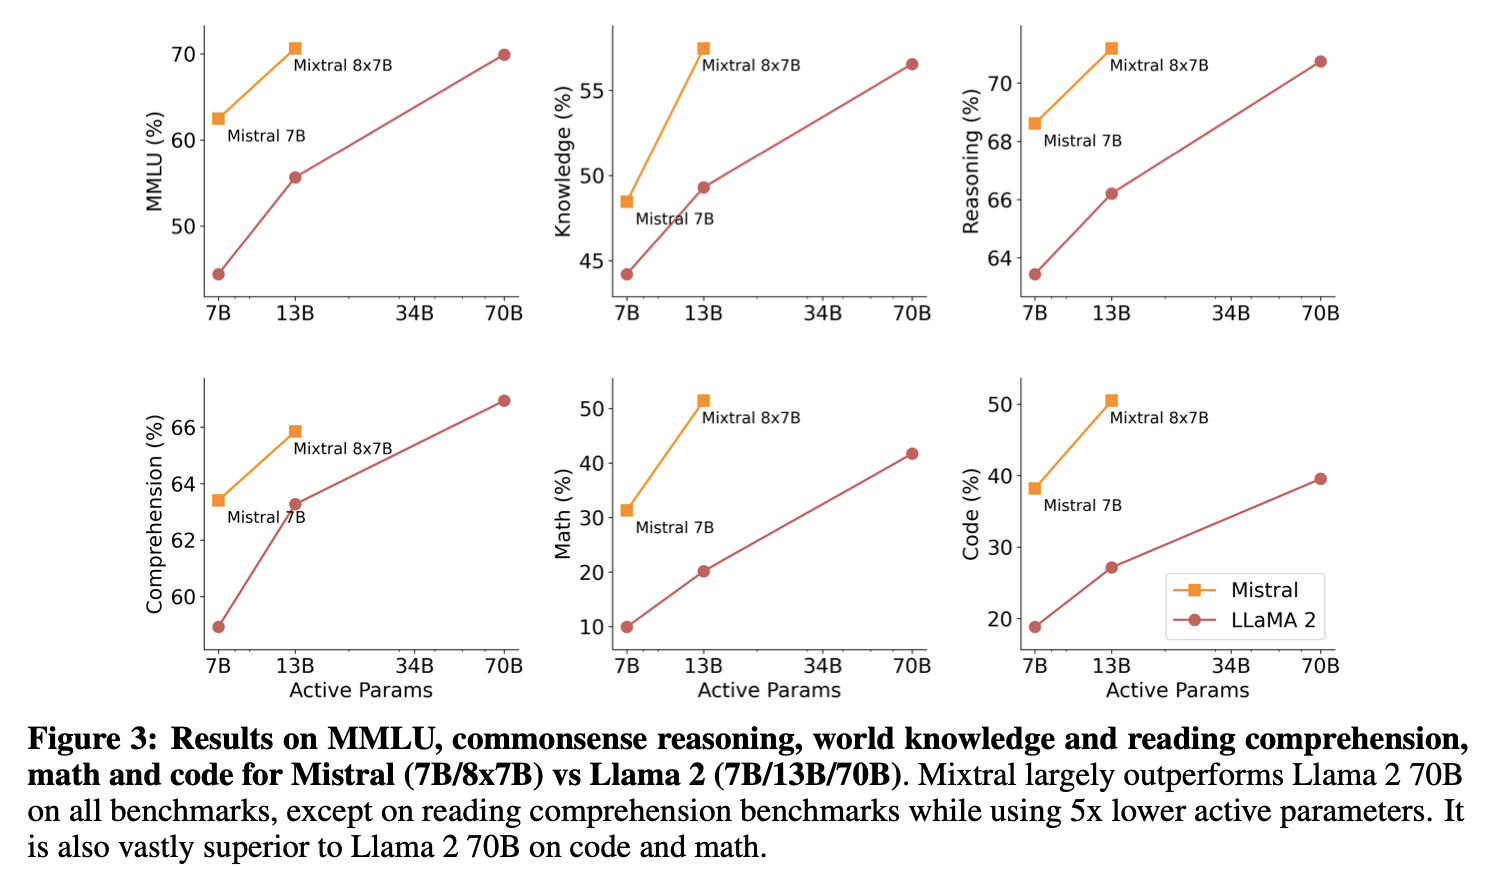 MMLU (%)
70
60
50
Mixtral 8x7B
Mistral 7B
7B 13B 34B 70B
Knowledge (%)
55
50
45
Mixtral 8x7B
Mistral 7B
7B 13B 34B 70B
Reasoning (%)
70
68
66
64
Mixtral 8x7B
Mistral 7B
7B 13B 34B 70B
Comprehension (%)
66
64
62
60
Mixtral 8x7B
Mistral 7B
7B 13B 34B 70B
Active Params
Math (%)
50
40
30
20
10
Mixtral 8x7B
Mistral 7B
7B 13B 34B 70B
Active Params
Code (%)
50
40
30
20
Mixtral 8x7B
Mistral 7B
Mistral
LLaMA 2
7B 13B 34B 70B
Active Params
Figure 3: Results on MMLU, commonsense reasoning, world knowledge and reading comprehension,
math and code for Mistral (7B/8x7B) vs Llama 2 (7B/13B/70B). Mixtral largely outperforms Llama 2 70B
on all benchmarks, except on reading comprehension benchmarks while using 5x lower active parameters. It
is also vastly superior to Llama 2 70B on code and math.